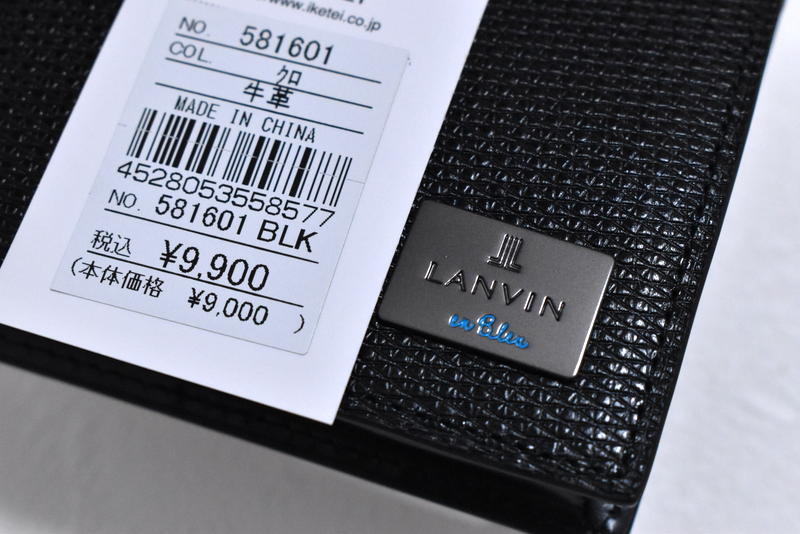 www.iketei.co.jp
NO. 581601
COL. ｸﾛ
牛革
MADE IN CHINA
4528053558577
NO. 581601 BLK
税込 ¥9,900
(本体価格 ¥9,000 )
LANVIN
en Bleu